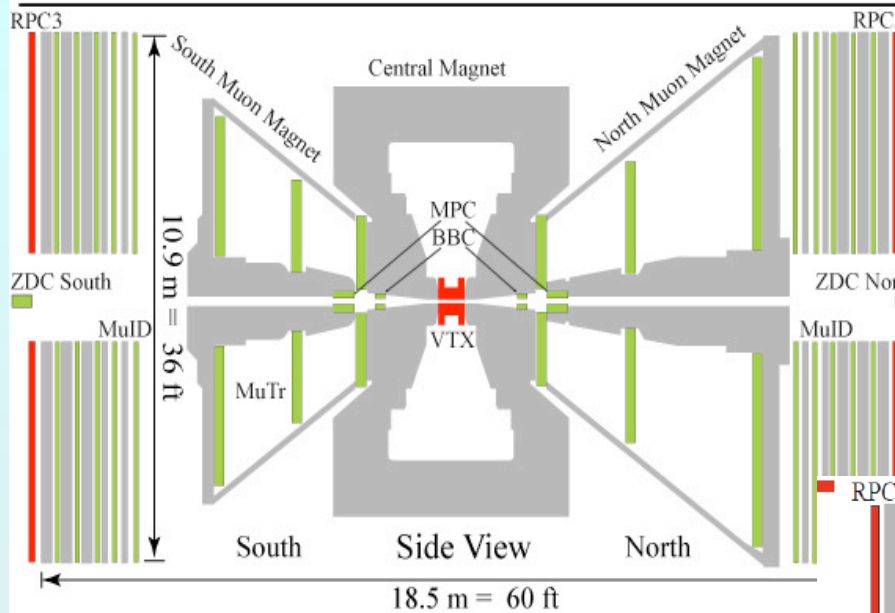 RPC3
RPC
South Muon Magnet
Central Magnet
North Muon Magnet
MPC
BBC
10.9 m = 36 ft
ZDC South
ZDC Nor
MuID
VTX
MuID
MuTr
RPC
South
Side View
North
18.5 m = 60 ft